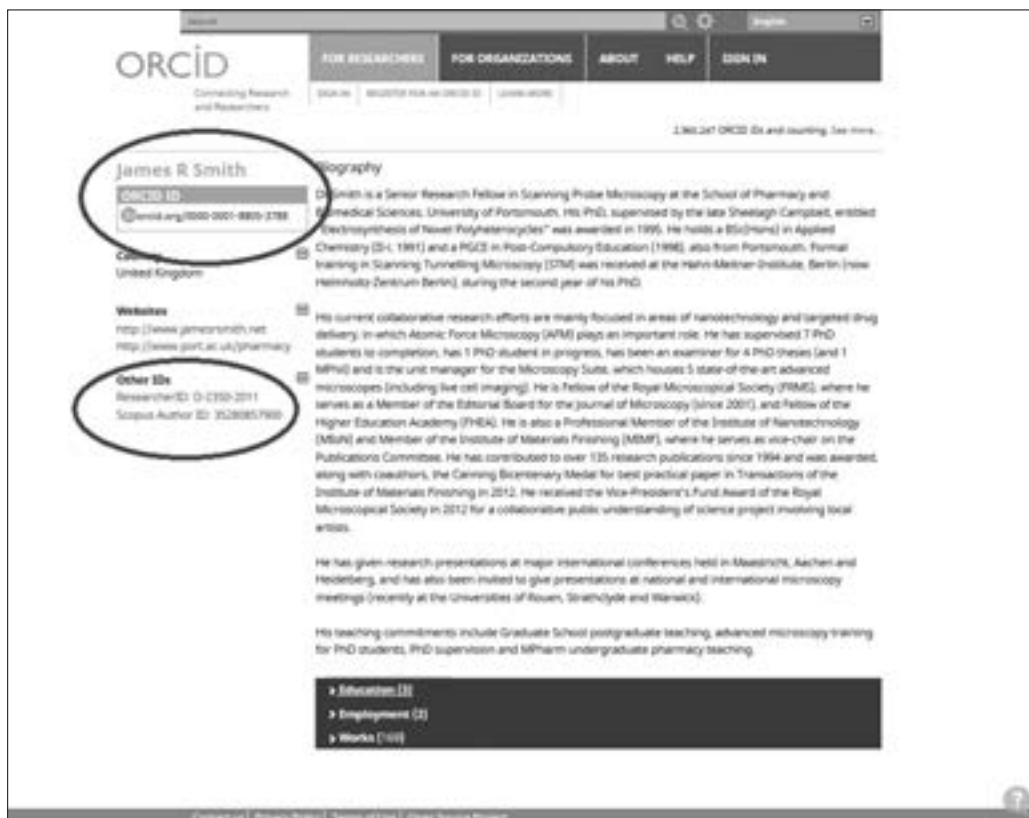 Search
English
ORCID
Connecting Research
and Researchers
FOR RESEARCHERS FOR ORGANIZATIONS ABOUT HELP SIGN IN
SIGN IN REGISTER FOR AN ORCID ID LEARN MORE
ORCID IDs and counting. See more...
James R Smith
ORCID ID
orcid.org/0000-0001-8805-3788
Country
United Kingdom
Websites
http://www.jamesrsmith.net
http://www.port.ac.uk/pharmacy
Other IDs
ResearcherID: D-2350-2011
Scopus Author ID: 35280857900
Biography
Dr Smith is a Senior Research Fellow in Scanning Probe Microscopy at the School of Pharmacy and
Biomedical Sciences, University of Portsmouth. His PhD, supervised by the late Sheelagh Campbell, entitled
"Electrosynthesis of Novel Polyheterocycles" was awarded in 1995. He holds a BSc(Hons) in Applied
Chemistry (II-i, 1991) and a PGCE in Post-Compulsory Education (1998), also from Portsmouth. Formal
training in Scanning Tunnelling Microscopy (STM) was received at the Hahn-Meitner-Institute, Berlin (now
Helmholtz-Zentrum Berlin), during the second year of his PhD.
His current collaborative research efforts are mainly focused in areas of nanotechnology and targeted drug
delivery, in which Atomic Force Microscopy (AFM) plays an important role. He has supervised 7 PhD
students to completion, has 1 PhD student in progress, has been an examiner for 4 PhD theses (and 1
MPhil) and is the unit manager for the Microscopy Suite, which houses 5 state-of-the-art advanced
microscopes (including live cell imaging). He is Fellow of the Royal Microscopical Society (FRMS), where he
serves as a Member of the Editorial Board for the Journal of Microscopy (since 2001), and Fellow of the
Higher Education Academy (FHEA). He is also a Professional Member of the Institute of Nanotechnology
(MIoN) and Member of the Institute of Materials Finishing (MIMF), where he serves as vice-chair on the
Publications Committee. He has contributed to over 135 research publications since 1994 and was awarded,
along with coauthors, the Canning Bicentenary Medal for best practical paper in Transactions of the
Institute of Materials Finishing in 2012. He received the Vice-President's Fund Award of the Royal
Microscopical Society in 2012 for a collaborative public understanding of science project involving local
artists.
He has given research presentations at major international conferences held in Maastricht, Aachen and
Heidelberg, and has also been invited to give presentations at national and international microscopy
meetings (recently at the Universities of Rouen, Strathclyde and Warwick).
His teaching commitments include Graduate School postgraduate teaching, advanced microscopy training
for PhD students, PhD supervision and MPharm undergraduate pharmacy teaching.
Education (3)
Employment (2)
Works (169)
?